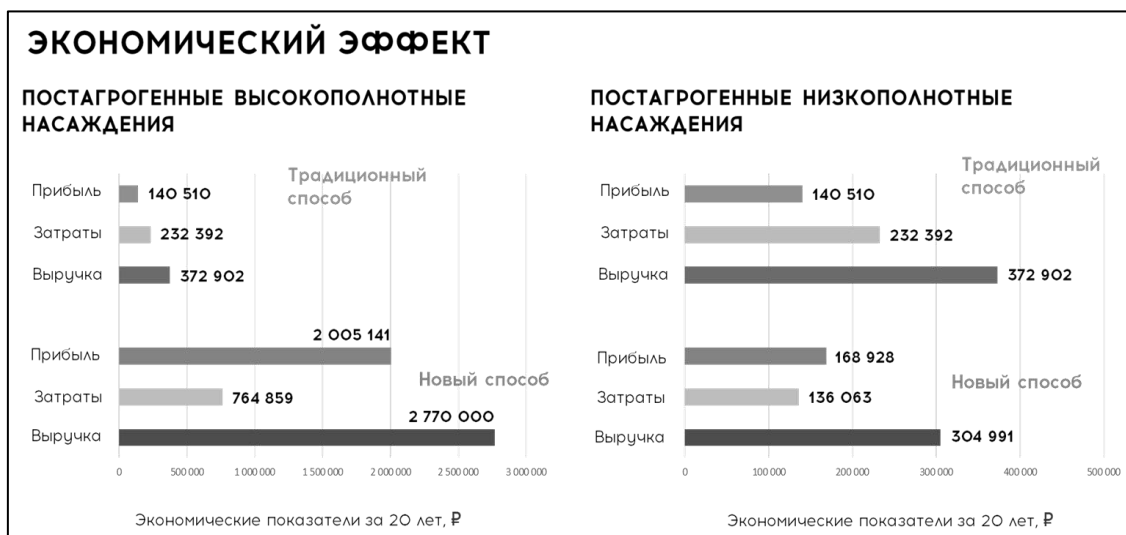 ЭКОНОМИЧЕСКИЙ ЭФФЕКТ
ПОСТАГРОГЕННЫЕ ВЫСОКОПОЛНОТНЫЕ
НАСАЖДЕНИЯ
Традиционный
способ
Прибыль 140 510
Затраты 232 392
Выручка 372 902
Прибыль 2 005 141
Новый способ
Затраты 764 859
Выручка 2 770 000
0 500 000 1 000 000 1 500 000 2 000 000 2 500 000 3 000 000
Экономические показатели за 20 лет, ₽
ПОСТАГРОГЕННЫЕ НИЗКОПОЛНОТНЫЕ
НАСАЖДЕНИЯ
Традиционный
способ
Прибыль 140 510
Затраты 232 392
Выручка 372 902
Прибыль 168 928
Новый способ
Затраты 136 063
Выручка 304 991
0 100 000 200 000 300 000 400 000 500 000
Экономические показатели за 20 лет, ₽